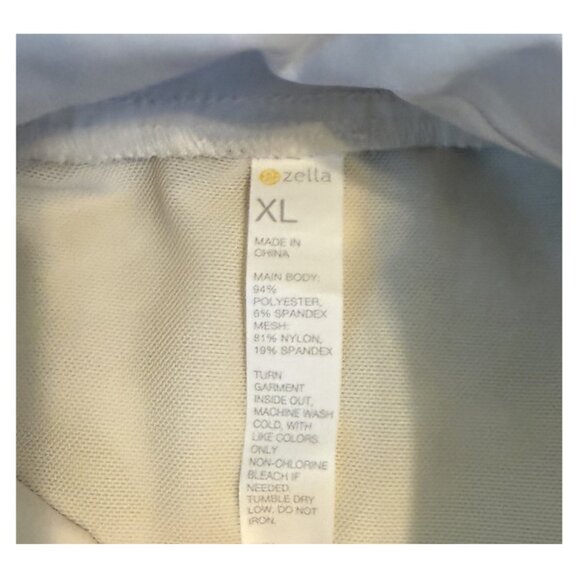 zella
XL
MADE IN
CHINA
MAIN BODY:
94%
POLYESTER,
6% SPANDEX
MESH:
81% NYLON,
19% SPANDEX
TURN
GARMENT
INSIDE OUT,
MACHINE WASH
COLD, WITH
LIKE COLORS
ONLY
NON-CHLORINE
BLEACH IF
NEEDED.
TUMBLE DRY
LOW, DO NOT
IRON.